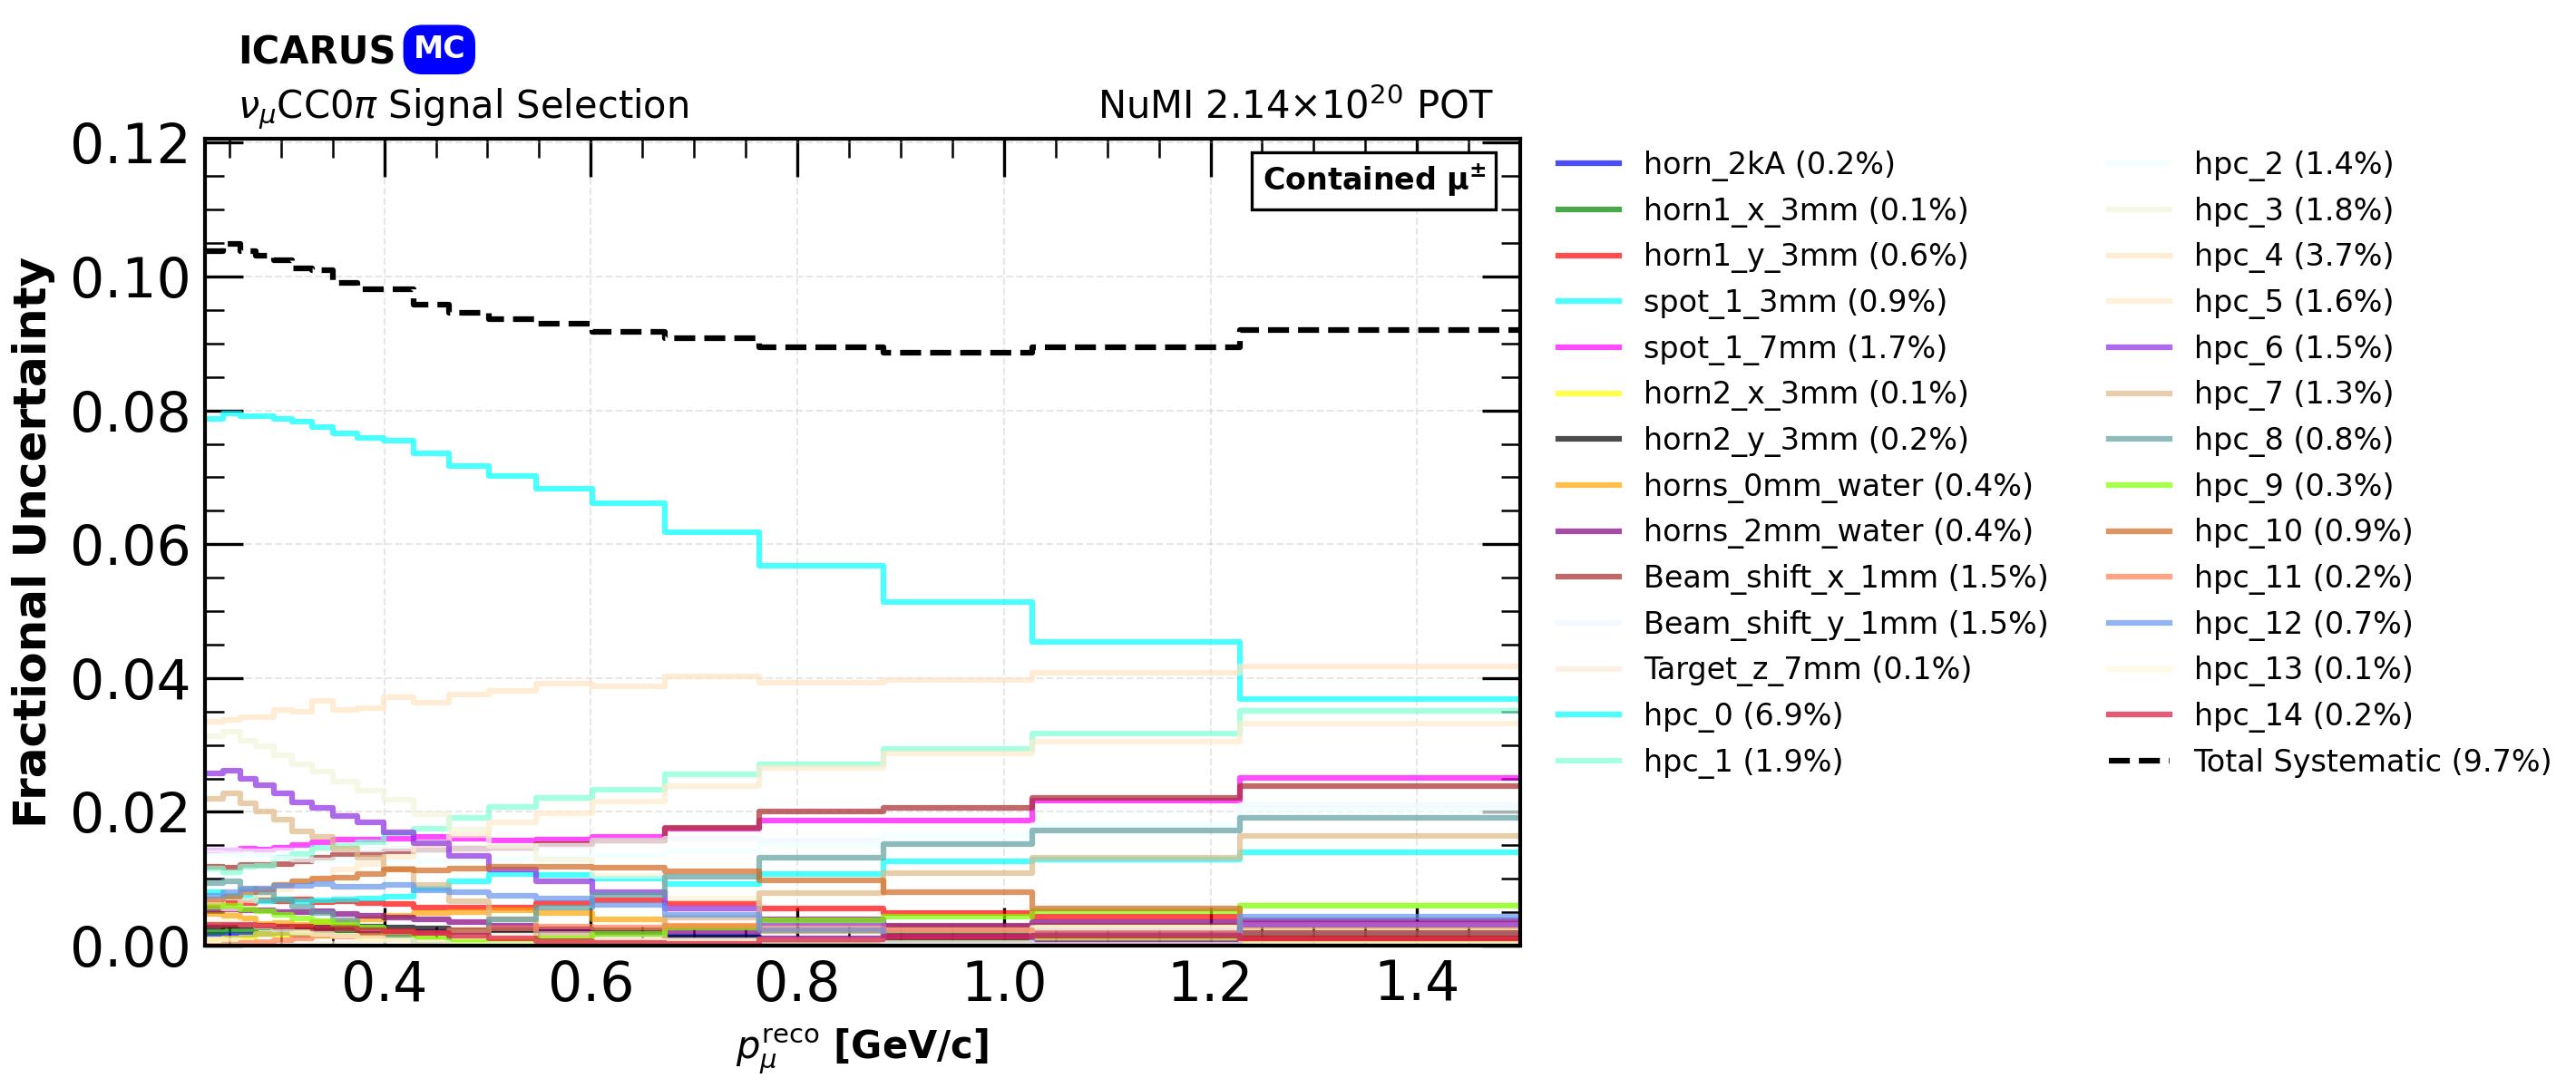 ICARUS MC
νμCC0π Signal Selection
NuMI 2.14×10^20 POT
Contained μ±
Fractional Uncertainty
0.12
0.10
0.08
0.06
0.04
0.02
0.00
0.4 0.6 0.8 1.0 1.2 1.4
pμ^reco [GeV/c]
horn_2kA (0.2%)
horn1_x_3mm (0.1%)
horn1_y_3mm (0.6%)
spot_1_3mm (0.9%)
spot_1_7mm (1.7%)
horn2_x_3mm (0.1%)
horn2_y_3mm (0.2%)
horns_0mm_water (0.4%)
horns_2mm_water (0.4%)
Beam_shift_x_1mm (1.5%)
Beam_shift_y_1mm (1.5%)
Target_z_7mm (0.1%)
hpc_0 (6.9%)
hpc_1 (1.9%)
hpc_2 (1.4%)
hpc_3 (1.8%)
hpc_4 (3.7%)
hpc_5 (1.6%)
hpc_6 (1.5%)
hpc_7 (1.3%)
hpc_8 (0.8%)
hpc_9 (0.3%)
hpc_10 (0.9%)
hpc_11 (0.2%)
hpc_12 (0.7%)
hpc_13 (0.1%)
hpc_14 (0.2%)
Total Systematic (9.7%)